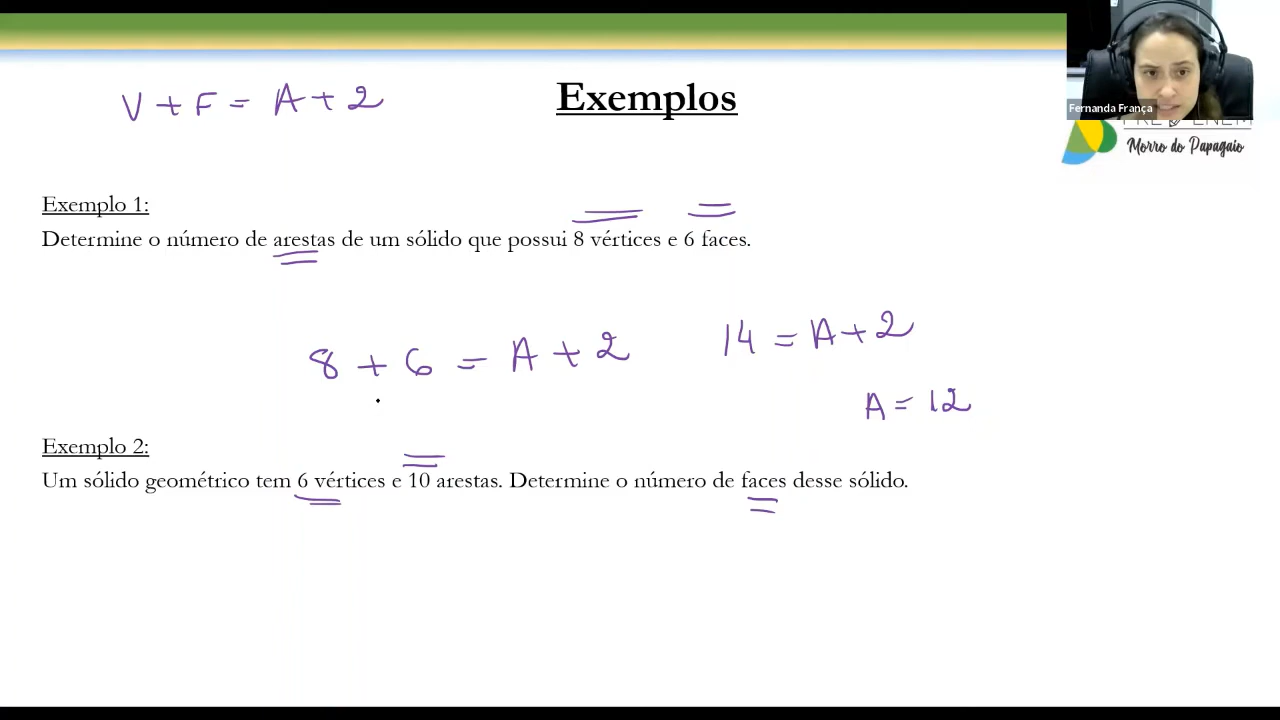 V + F = A + 2
Exemplos
Fernanda França
PRÉ ENEM
Morro do Papagaio
Exemplo 1:
Determine o número de arestas de um sólido que possui 8 vértices e 6 faces.
8 + 6 = A + 2
14 = A + 2
A = 12
Exemplo 2:
Um sólido geométrico tem 6 vértices e 10 arestas. Determine o número de faces desse sólido.